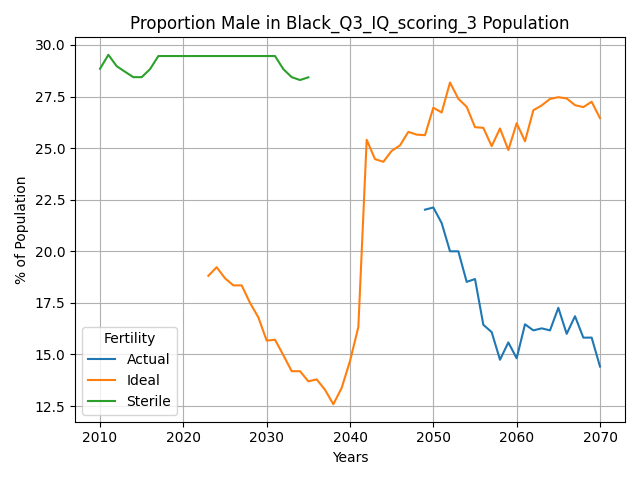 Proportion Male in Black_Q3_IQ_scoring_3 Population
30.0
27.5
25.0
22.5
20.0
17.5
15.0
12.5
% of Population
Fertility
Actual
Ideal
Sterile
2010 2020 2030 2040 2050 2060 2070
Years